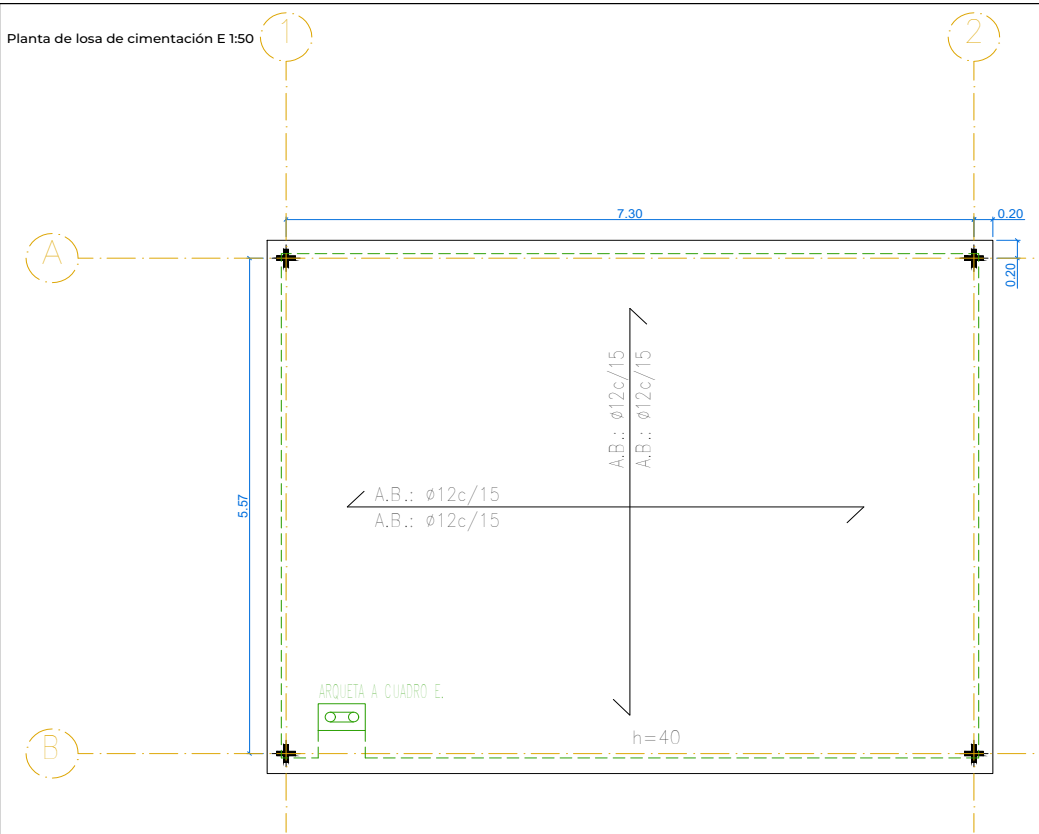 Planta de losa de cimentación E 1:50
1
2
7.30
0.20
0.20
A
A.B.: ø12c/15
A.B.: ø12c/15
A.B.: ø12c/15
A.B.: ø12c/15
5.57
ARQUETA A CUADRO E.
h=40
B